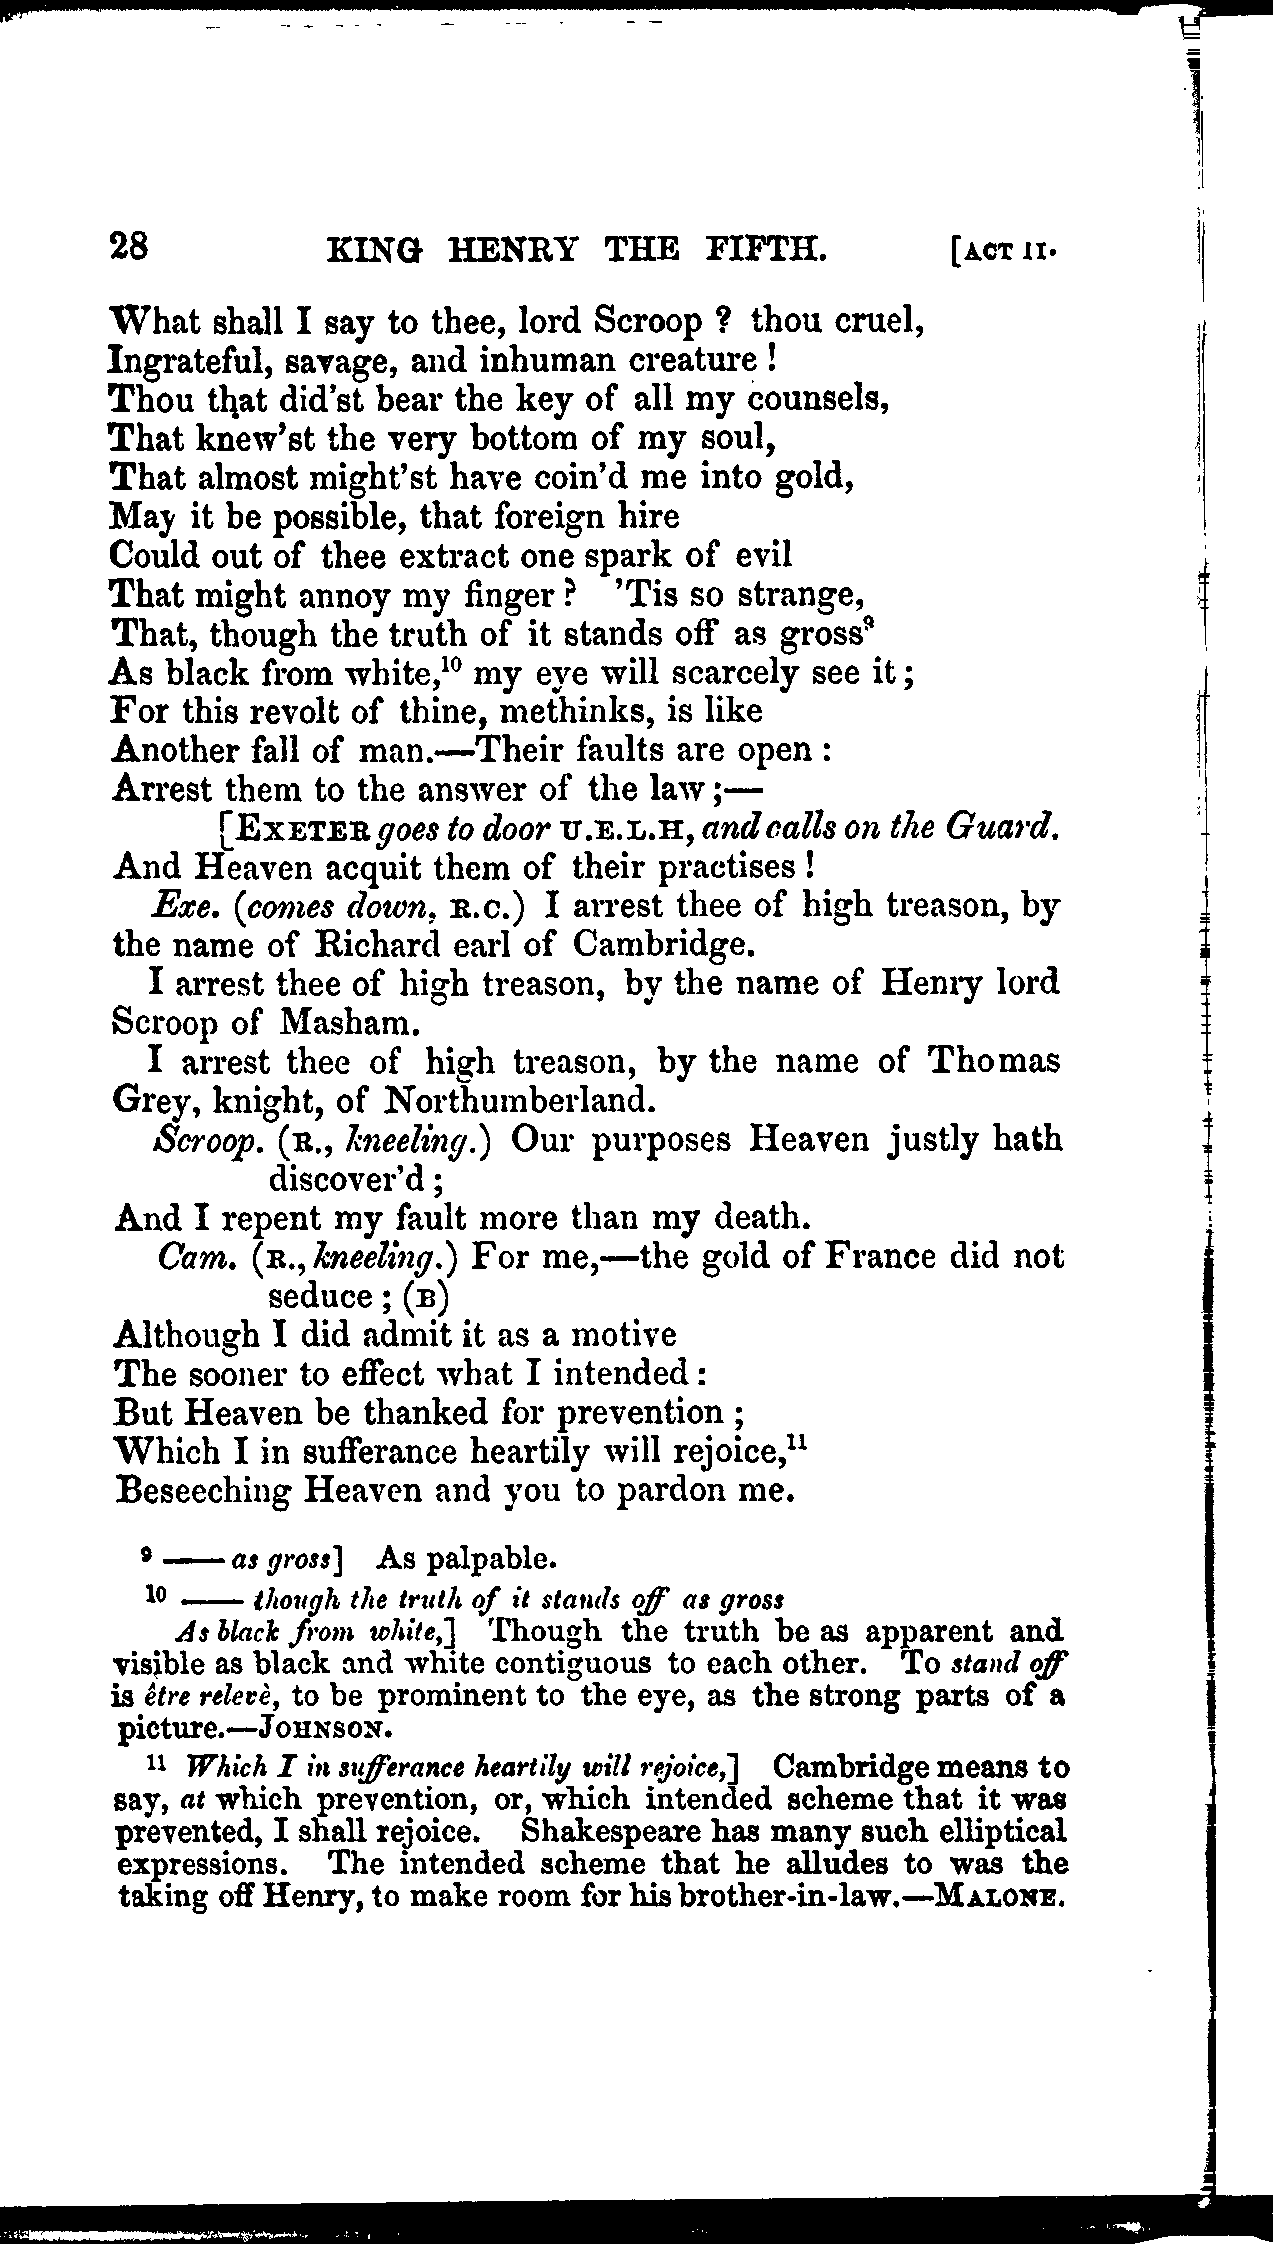 28 KING HENRY THE FIFTH. [ACT II.
What shall I say to thee, lord Scroop ? thou cruel,
Ingrateful, savage, and inhuman creature !
Thou that did'st bear the key of all my counsels,
That knew'st the very bottom of my soul,
That almost might'st have coin'd me into gold,
May it be possible, that foreign hire
Could out of thee extract one spark of evil
That might annoy my finger ? 'Tis so strange,
That, though the truth of it stands off as gross⁹
As black from white,¹⁰ my eye will scarcely see it ;
For this revolt of thine, methinks, is like
Another fall of man.—Their faults are open :
Arrest them to the answer of the law ;—
[EXETER goes to door U.E.L.H, and calls on the Guard.
And Heaven acquit them of their practises !
Exe. (comes down, R.C.) I arrest thee of high treason, by
the name of Richard earl of Cambridge.
I arrest thee of high treason, by the name of Henry lord
Scroop of Masham.
I arrest thee of high treason, by the name of Thomas
Grey, knight, of Northumberland.
Scroop. (R., kneeling.) Our purposes Heaven justly hath
discover'd ;
And I repent my fault more than my death.
Cam. (R., kneeling.) For me,—the gold of France did not
seduce ; (B)
Although I did admit it as a motive
The sooner to effect what I intended :
But Heaven be thanked for prevention ;
Which I in sufferance heartily will rejoice,¹¹
Beseeching Heaven and you to pardon me.
⁹ —— as gross] As palpable.
¹⁰ —— though the truth of it stands off as gross
As black from white,] Though the truth be as apparent and
visible as black and white contiguous to each other. To stand off
is être relevè, to be prominent to the eye, as the strong parts of a
picture.—JOHNSON.
¹¹ Which I in sufferance heartily will rejoice,] Cambridge means to
say, at which prevention, or, which intended scheme that it was
prevented, I shall rejoice. Shakespeare has many such elliptical
expressions. The intended scheme that he alludes to was the
taking off Henry, to make room for his brother-in-law.—MALONE.